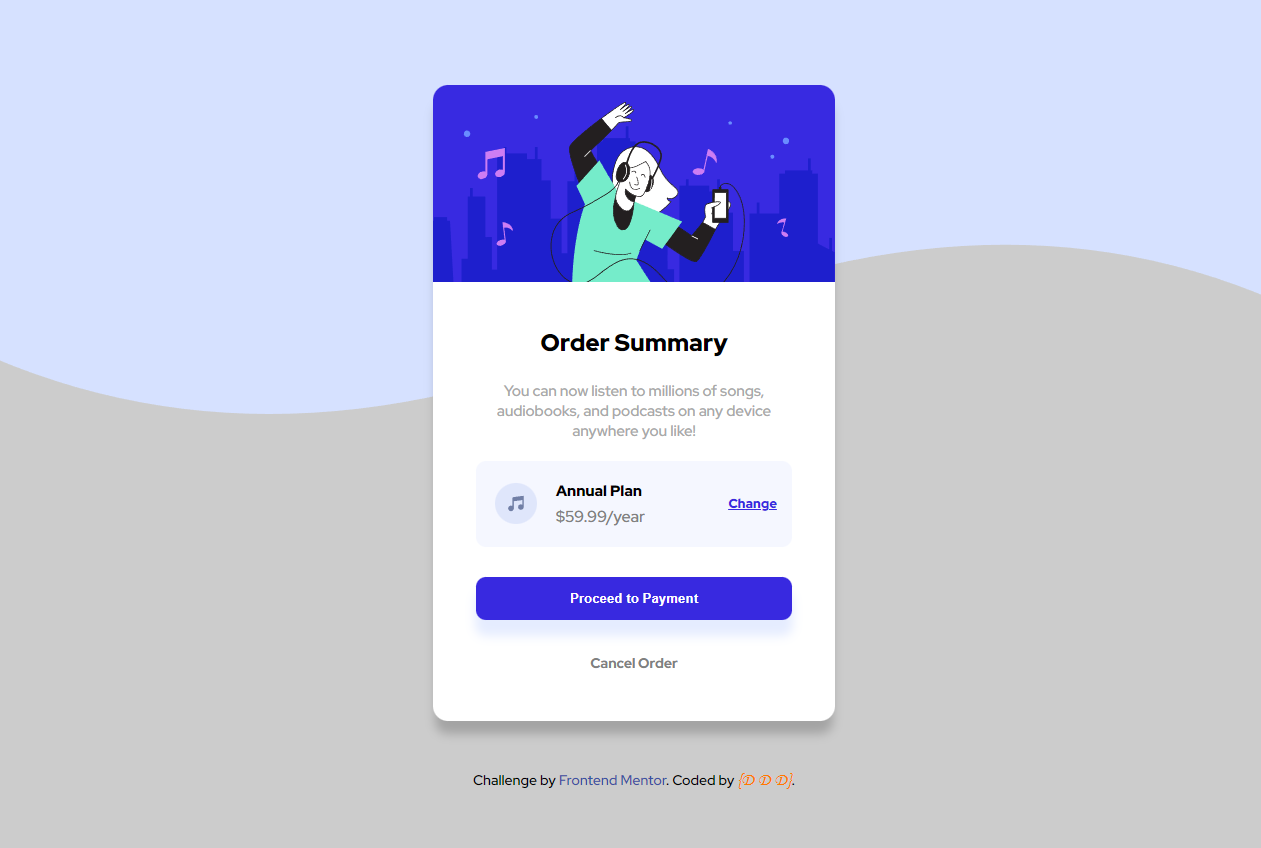 Order Summary
You can now listen to millions of songs,
audiobooks, and podcasts on any device
anywhere you like!
Annual Plan
$59.99/year
Change
Proceed to Payment
Cancel Order
Challenge by Frontend Mentor. Coded by {D D D}.